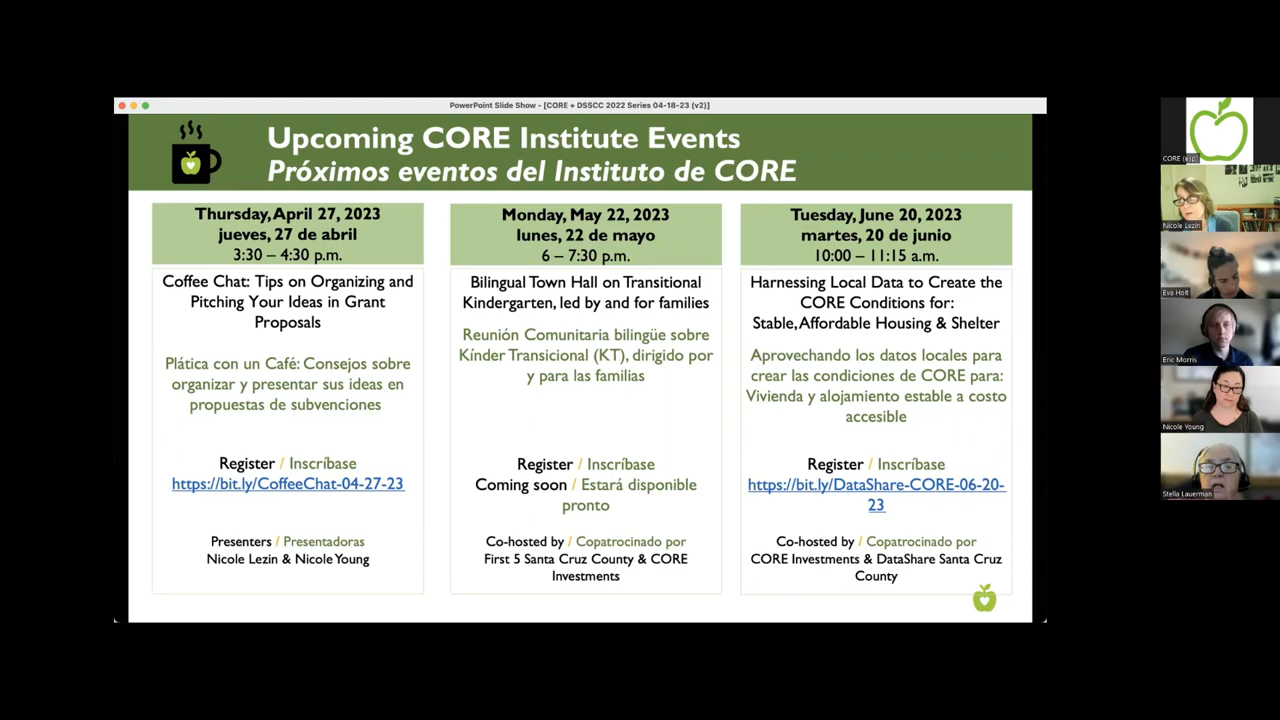 PowerPoint Slide Show - [CORE + DSSCC 2022 Series 04-18-23 (v2)]
Upcoming CORE Institute Events
Próximos eventos del Instituto de CORE
Thursday, April 27, 2023
jueves, 27 de abril
3:30 – 4:30 p.m.
Coffee Chat: Tips on Organizing and
Pitching Your Ideas in Grant
Proposals
Plática con un Café: Consejos sobre
organizar y presentar sus ideas en
propuestas de subvenciones
Register / Inscríbase
https://bit.ly/CoffeeChat-04-27-23
Presenters / Presentadoras
Nicole Lezin & Nicole Young
Monday, May 22, 2023
lunes, 22 de mayo
6 – 7:30 p.m.
Bilingual Town Hall on Transitional
Kindergarten, led by and for families
Reunión Comunitaria bilingüe sobre
Kínder Transicional (KT), dirigido por
y para las familias
Register / Inscríbase
Coming soon / Estará disponible
pronto
Co-hosted by / Copatrocinado por
First 5 Santa Cruz County & CORE
Investments
Tuesday, June 20, 2023
martes, 20 de junio
10:00 – 11:15 a.m.
Harnessing Local Data to Create the
CORE Conditions for:
Stable, Affordable Housing & Shelter
Aprovechando los datos locales para
crear las condiciones de CORE para:
Vivienda y alojamiento estable a costo
accesible
Register / Inscríbase
https://bit.ly/DataShare-CORE-06-20-
23
Co-hosted by / Copatrocinado por
CORE Investments & DataShare Santa Cruz
County
CORE
Nicole Lezin
Eva Holt
Eric Morris
Nicole Young
Stella Lauerman